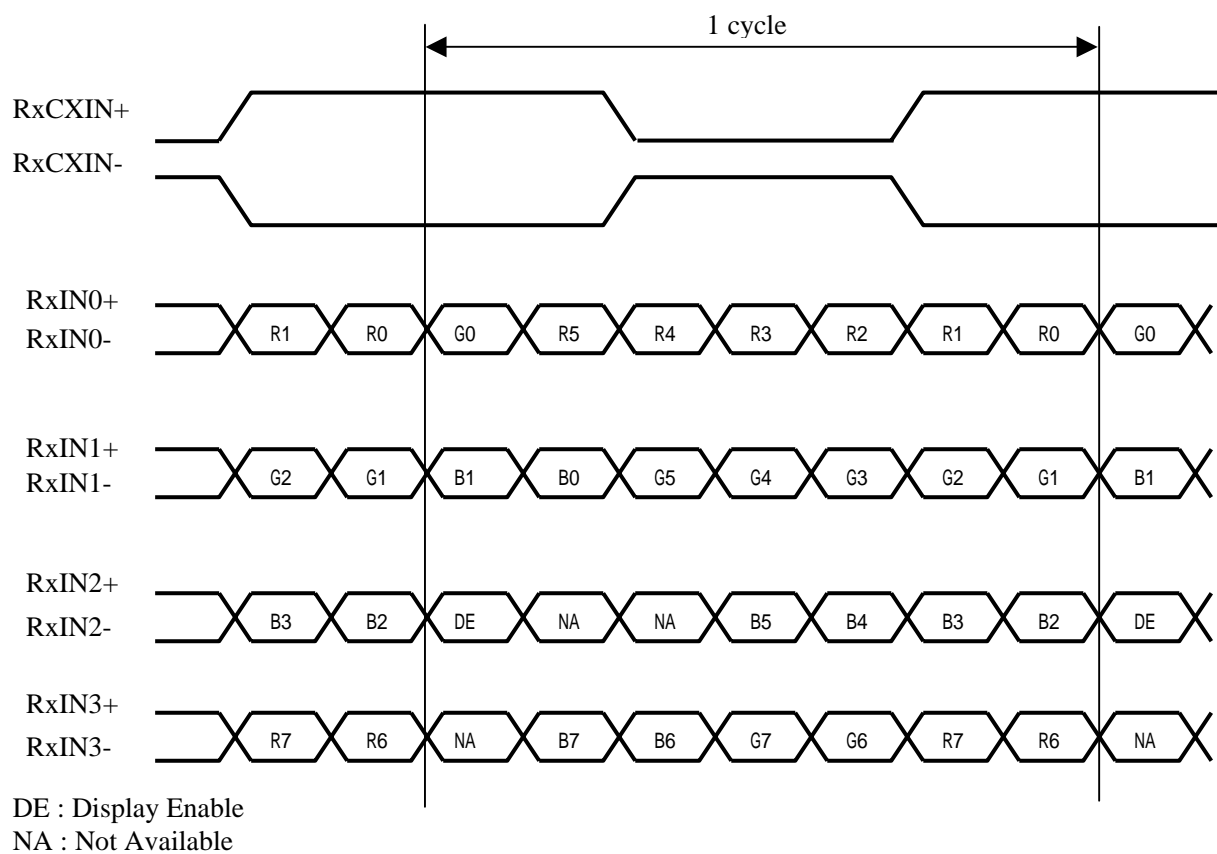 1 cycle
RxCXIN+
RxCXIN-
RxIN0+
RxIN0-
R1 R0 G0 R5 R4 R3 R2 R1 R0 G0
RxIN1+
RxIN1-
G2 G1 B1 B0 G5 G4 G3 G2 G1 B1
RxIN2+
RxIN2-
B3 B2 DE NA NA B5 B4 B3 B2 DE
RxIN3+
RxIN3-
R7 R6 NA B7 B6 G7 G6 R7 R6 NA
DE : Display Enable
NA : Not Available